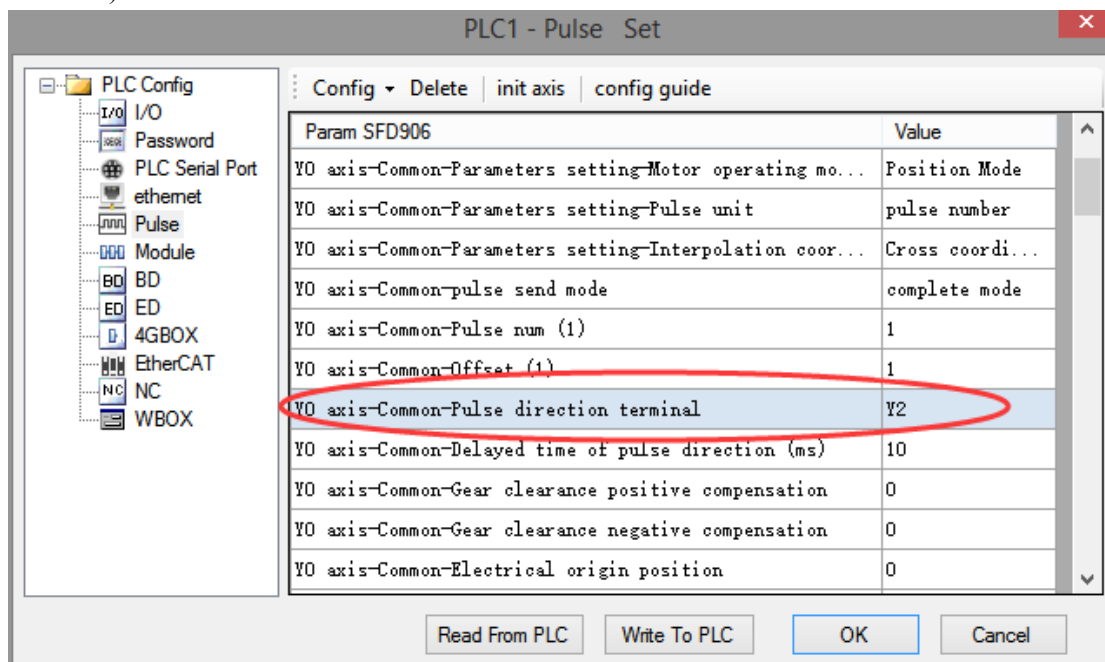 PLC1 - Pulse Set
PLC Config
I/O I/O
Password
PLC Serial Port
ethernet
Pulse
Module
BD BD
ED ED
4GBOX
EtherCAT
NC NC
WBOX
Config Delete init axis config guide
Param SFD906 Value
Y0 axis-Common-Parameters setting-Motor operating mo... Position Mode
Y0 axis-Common-Parameters setting-Pulse unit pulse number
Y0 axis-Common-Parameters setting-Interpolation coor... Cross coordi...
Y0 axis-Common-pulse send mode complete mode
Y0 axis-Common-Pulse num (1) 1
Y0 axis-Common-Offset (1) 1
Y0 axis-Common-Pulse direction terminal Y2
Y0 axis-Common-Delayed time of pulse direction (ms) 10
Y0 axis-Common-Gear clearance positive compensation 0
Y0 axis-Common-Gear clearance negative compensation 0
Y0 axis-Common-Electrical origin position 0
Read From PLC Write To PLC OK Cancel